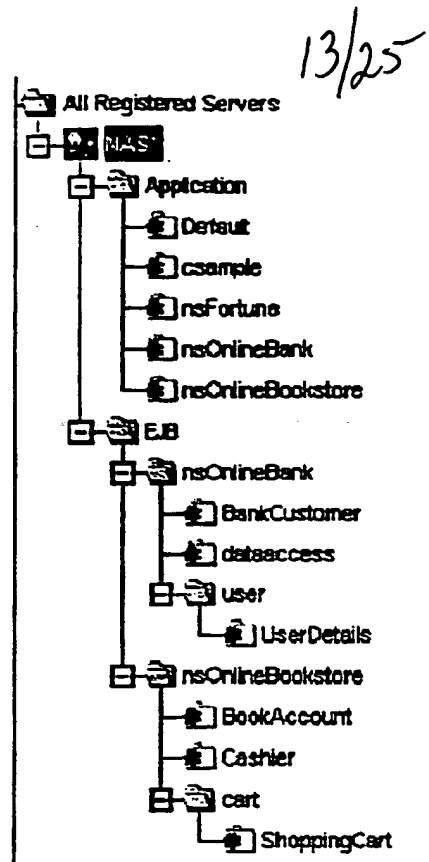 13/25
All Registered Servers
NAS1
Application
Default
csample
nsFortune
nsOnlineBank
nsOnlineBookstore
EJB
nsOnlineBank
BankCustomer
dataaccess
user
UserDetails
nsOnlineBookstore
BookAccount
Cashier
cart
ShoppingCart